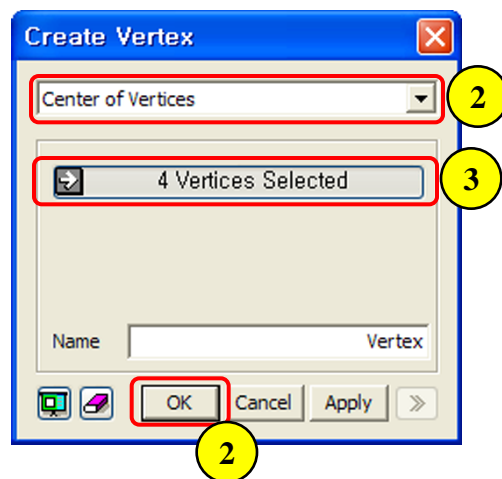 Create Vertex
Center of Vertices
2
4 Vertices Selected
3
Name
Vertex
OK
Cancel
Apply
2